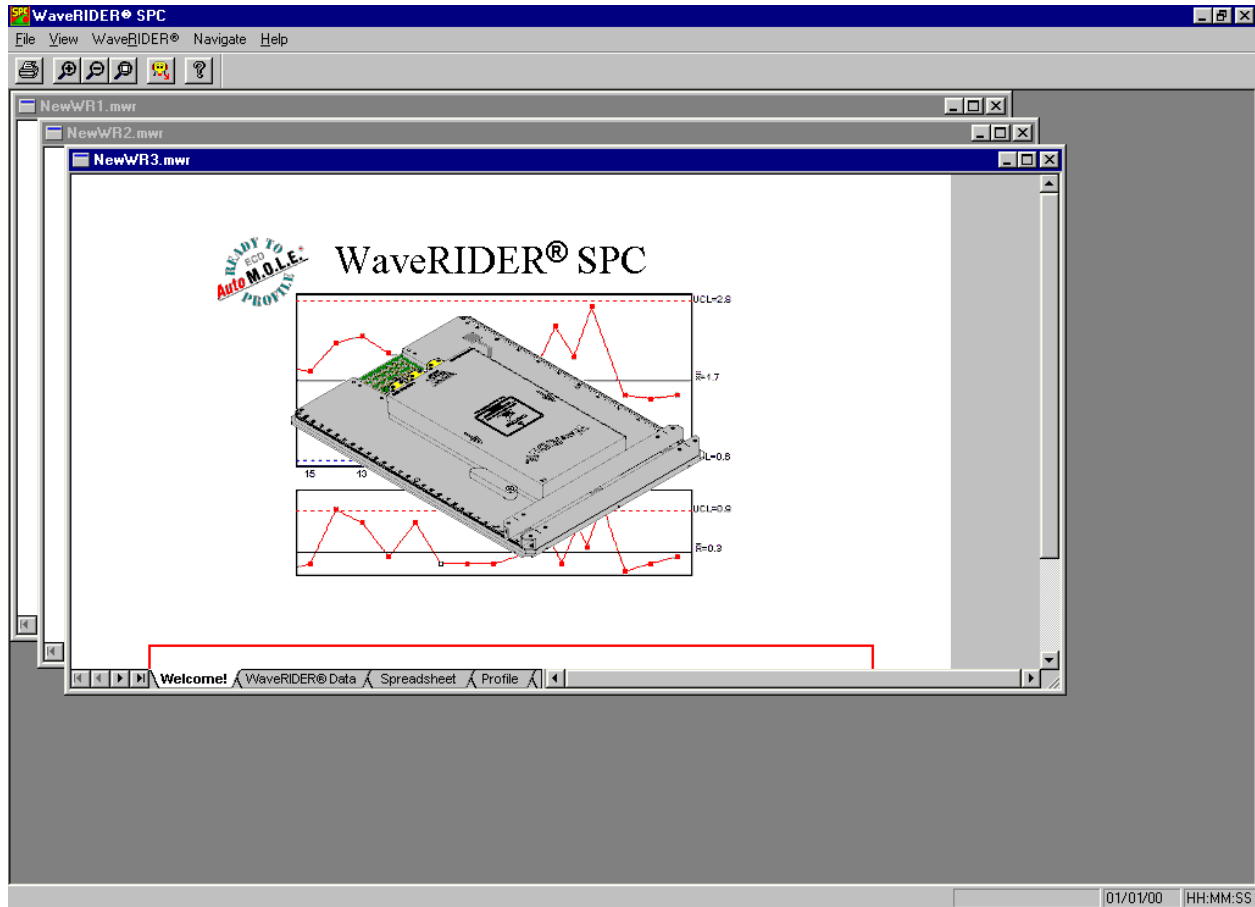 WaveRIDER® SPC
File View WaveRIDER® Navigate Help
NewWR1.mwr
NewWR2.mwr
NewWR3.mwr
READY TO
ECD
Auto M.O.L.E.
PROFILE
WaveRIDER® SPC
UCL=2.8
X̿=1.7
L=0.6
15 13
UCL=0.9
R̅=0.3
Welcome! WaveRIDER® Data Spreadsheet Profile
01/01/00 HH:MM:SS